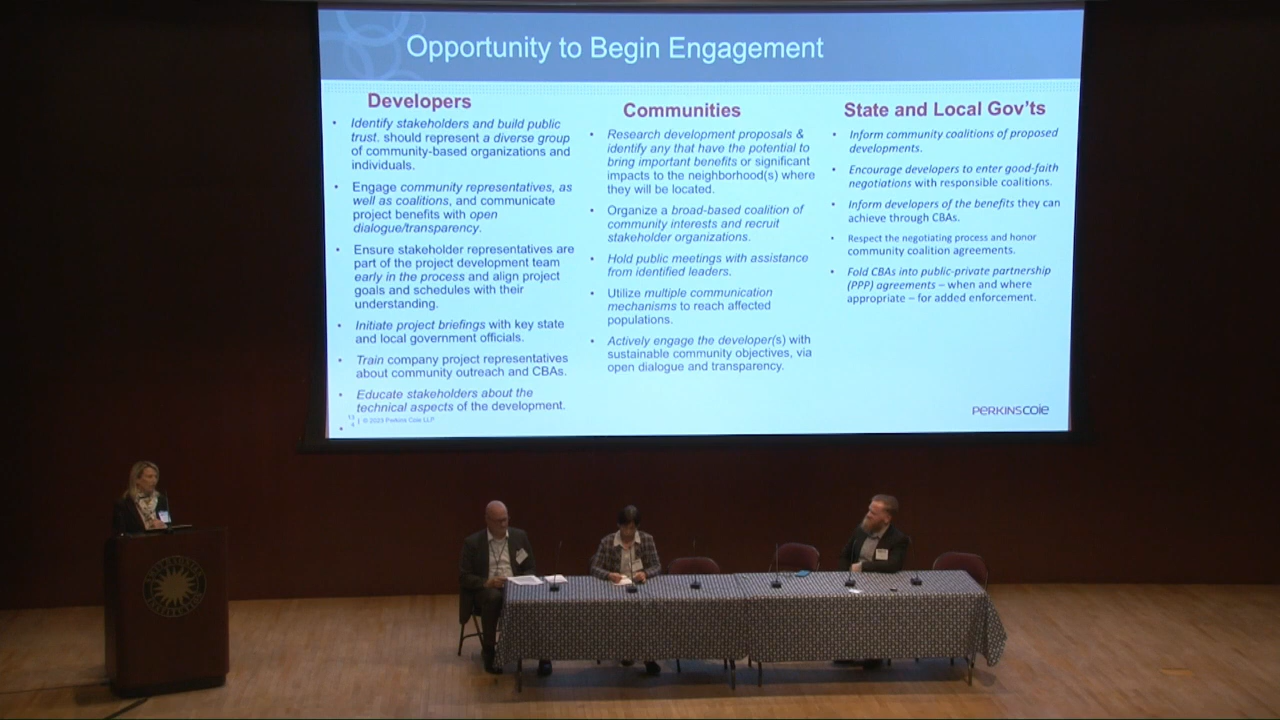 Opportunity to Begin Engagement
Developers
• Identify stakeholders and build public
trust. should represent a diverse group
of community-based organizations and
individuals.
• Engage community representatives, as
well as coalitions, and communicate
project benefits with open
dialogue/transparency.
• Ensure stakeholder representatives are
part of the project development team
early in the process and align project
goals and schedules with their
understanding.
• Initiate project briefings with key state
and local government officials.
• Train company project representatives
about community outreach and CBAs.
• Educate stakeholders about the
technical aspects of the development.
•
| © 2023 Perkins Coie LLP
Communities
• Research development proposals &
identify any that have the potential to
bring important benefits or significant
impacts to the neighborhood(s) where
they will be located.
• Organize a broad-based coalition of
community interests and recruit
stakeholder organizations.
• Hold public meetings with assistance
from identified leaders.
• Utilize multiple communication
mechanisms to reach affected
populations.
• Actively engage the developer(s) with
sustainable community objectives, via
open dialogue and transparency.
State and Local Gov'ts
• Inform community coalitions of proposed
developments.
• Encourage developers to enter good-faith
negotiations with responsible coalitions.
• Inform developers of the benefits they can
achieve through CBAs.
• Respect the negotiating process and honor
community coalition agreements.
• Fold CBAs into public-private partnership
(PPP) agreements – when and where
appropriate – for added enforcement.
PERKINSCOIE